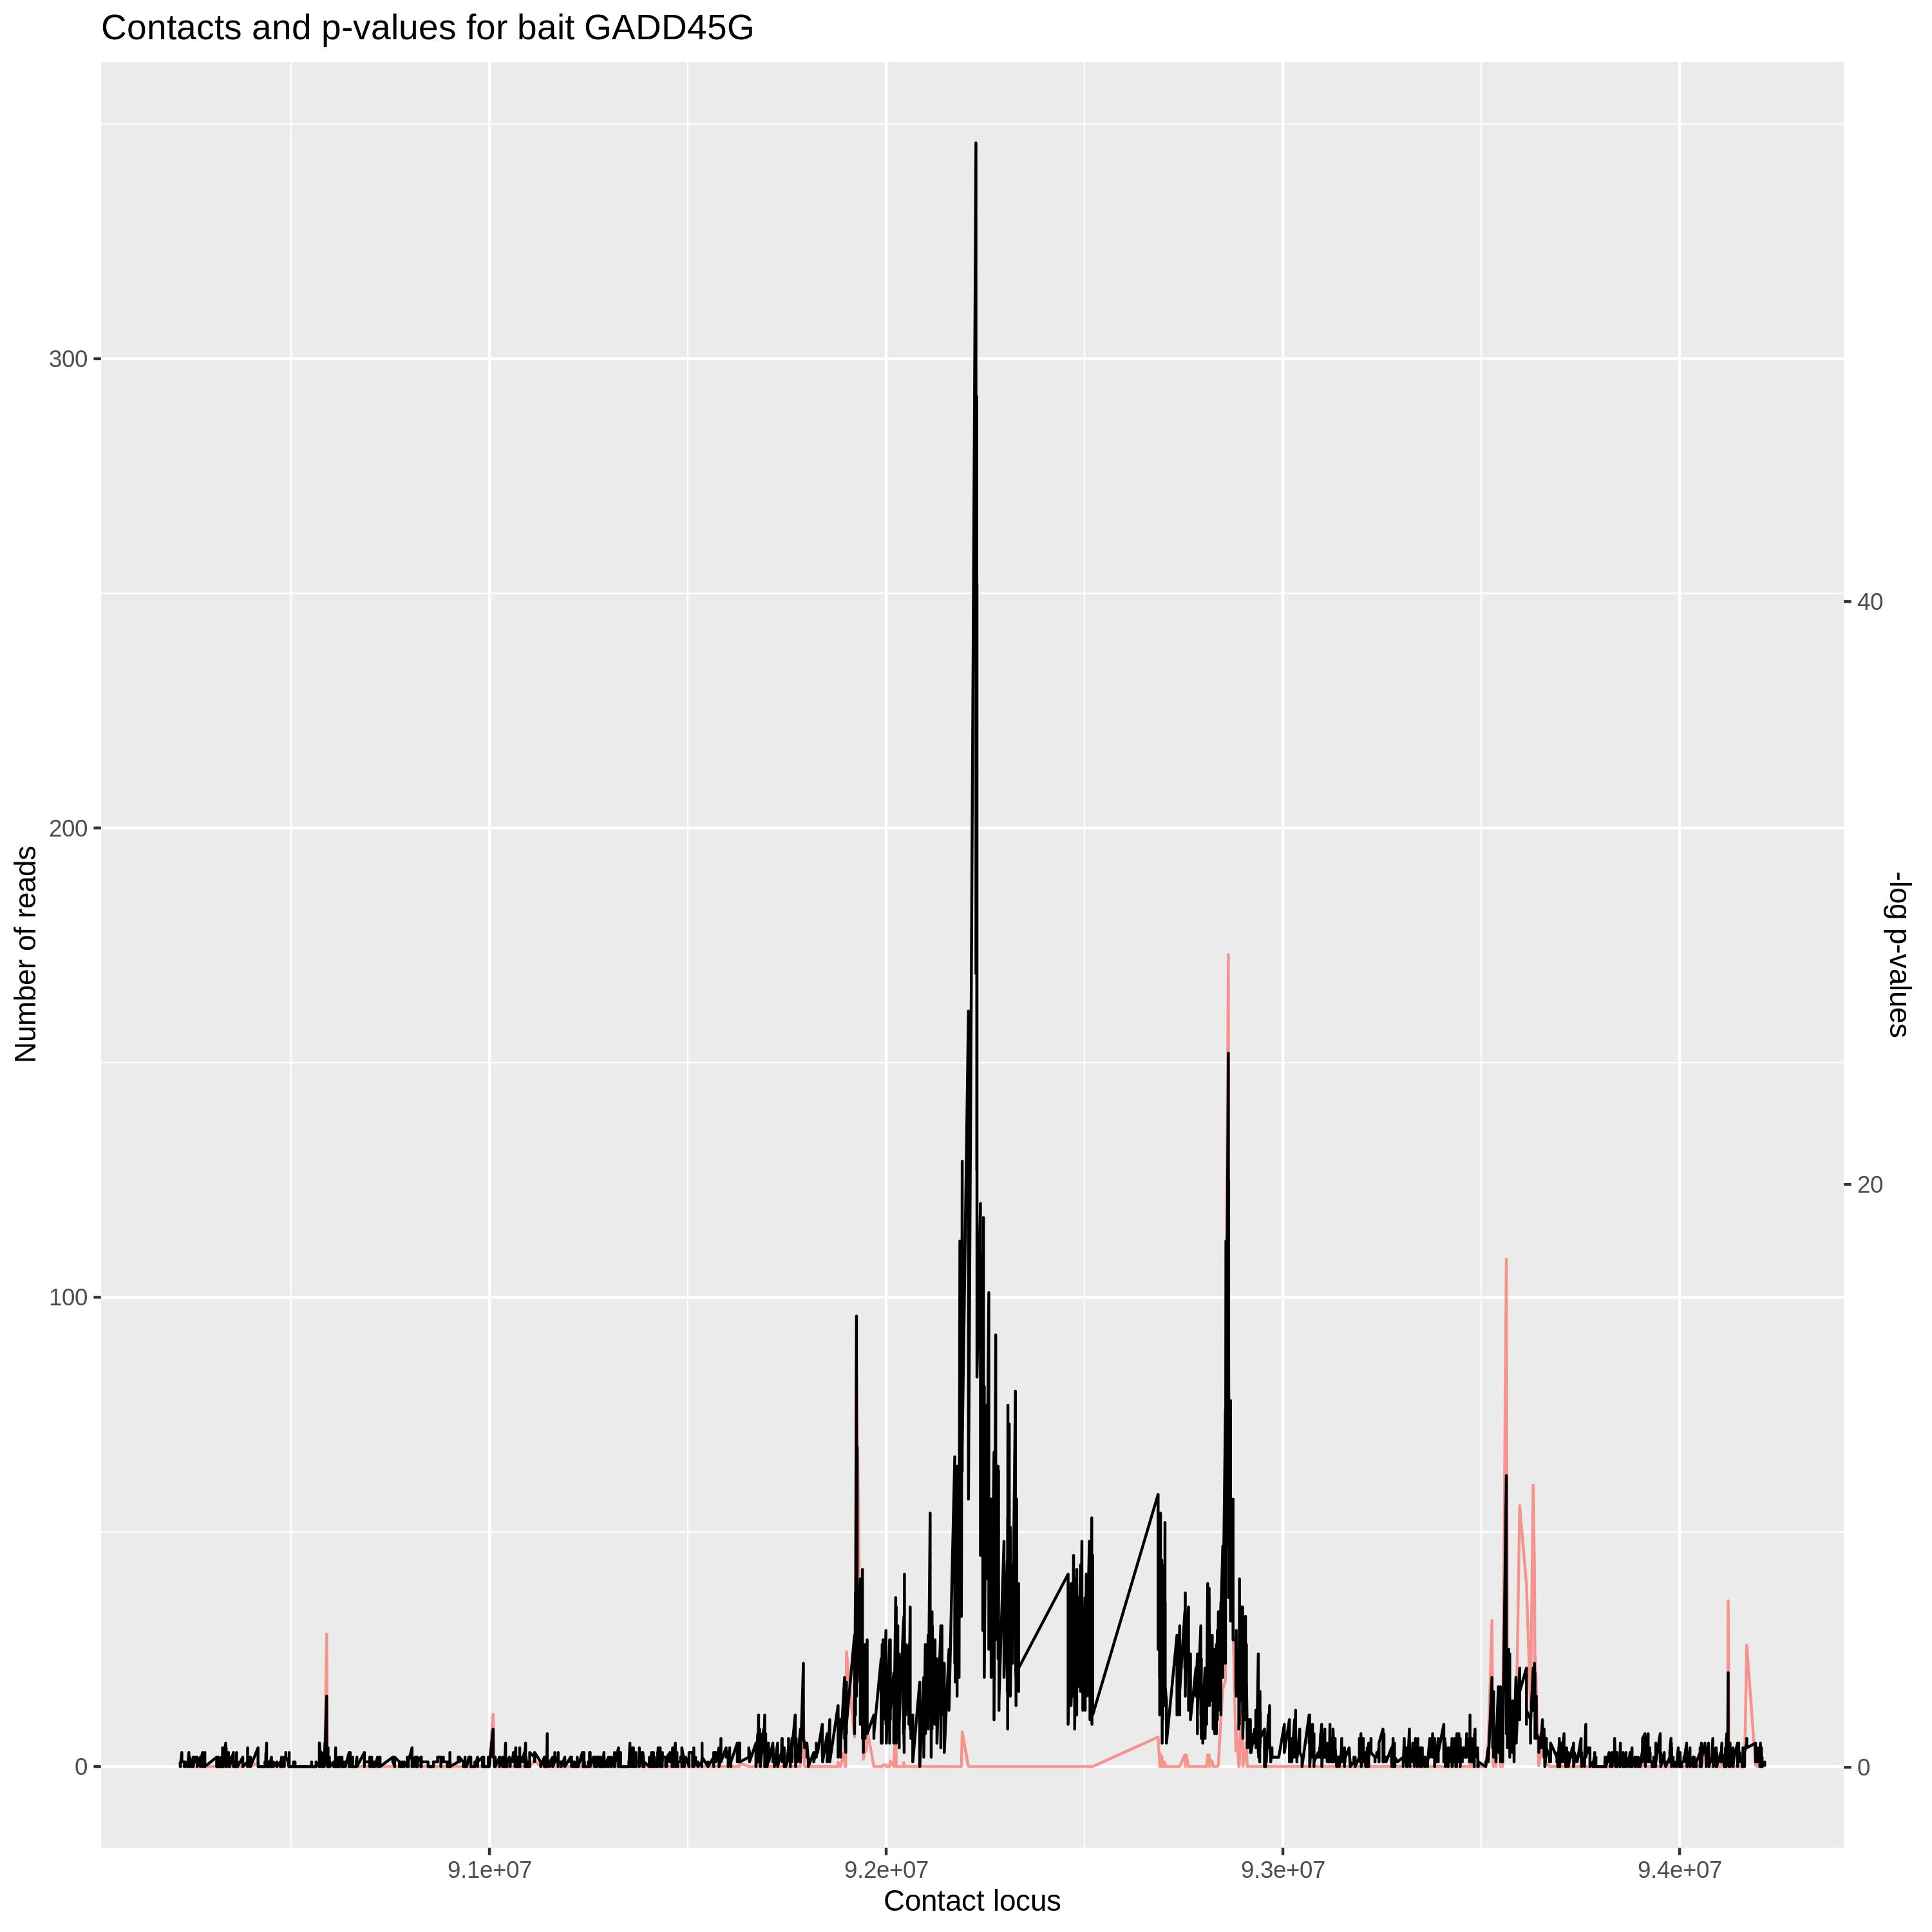 Contacts and p-values for bait GADD45G
300
200
100
0
Number of reads
40
20
0
-log p-values
9.1e+07
9.2e+07
9.3e+07
9.4e+07
Contact locus